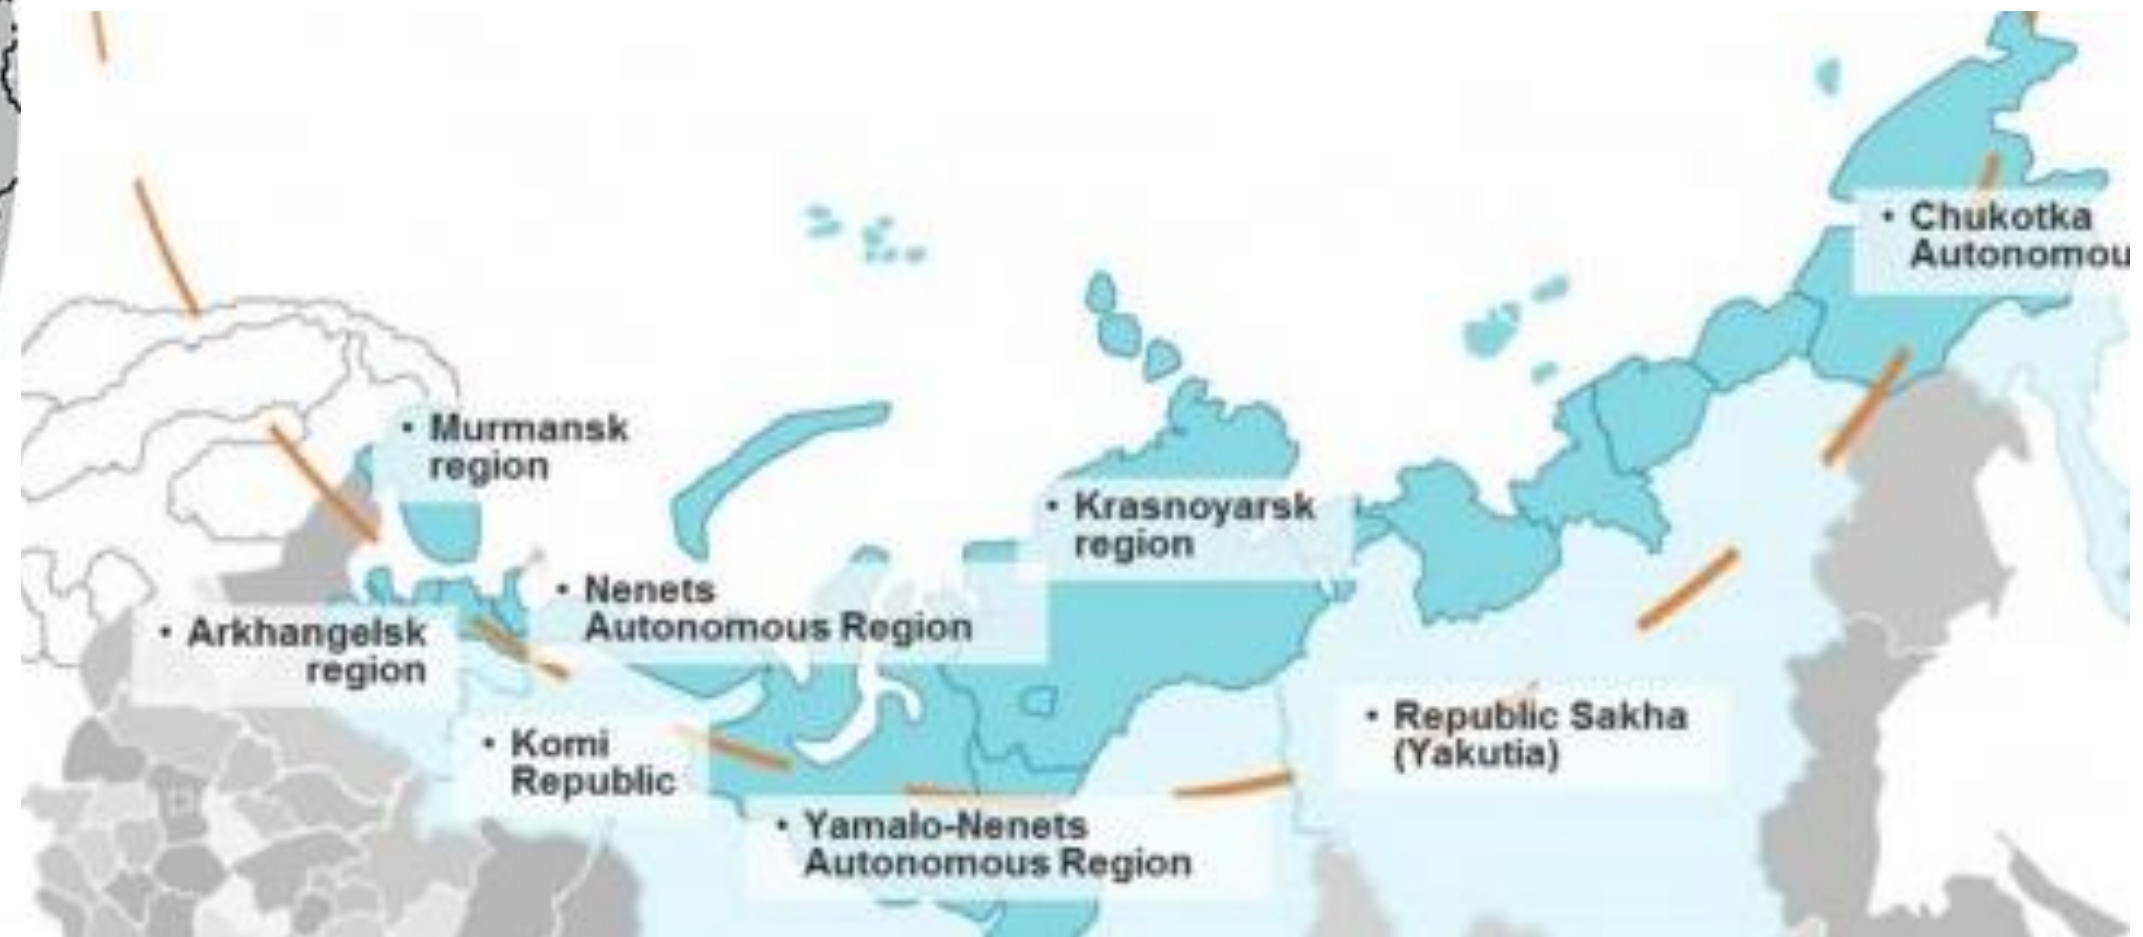 • Chukotka
Autonomou
• Murmansk
region
• Krasnoyarsk
region
• Nenets
Autonomous Region
• Arkhangelsk
region
• Republic Sakha
(Yakutia)
• Komi
Republic
• Yamalo-Nenets
Autonomous Region